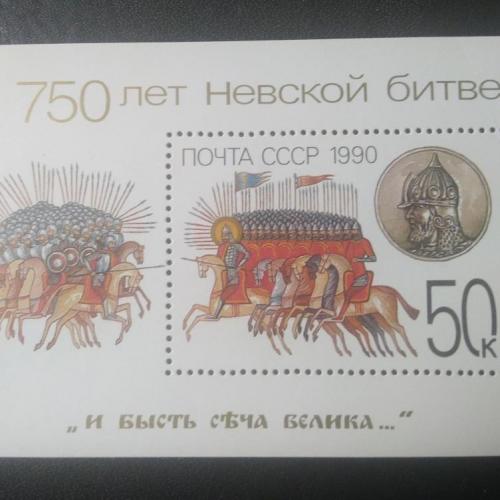 750 лет Невской битве
ПОЧТА СССР 1990
50к
„И БЫСТЬ СѢЧА ВЕЛИКА..."